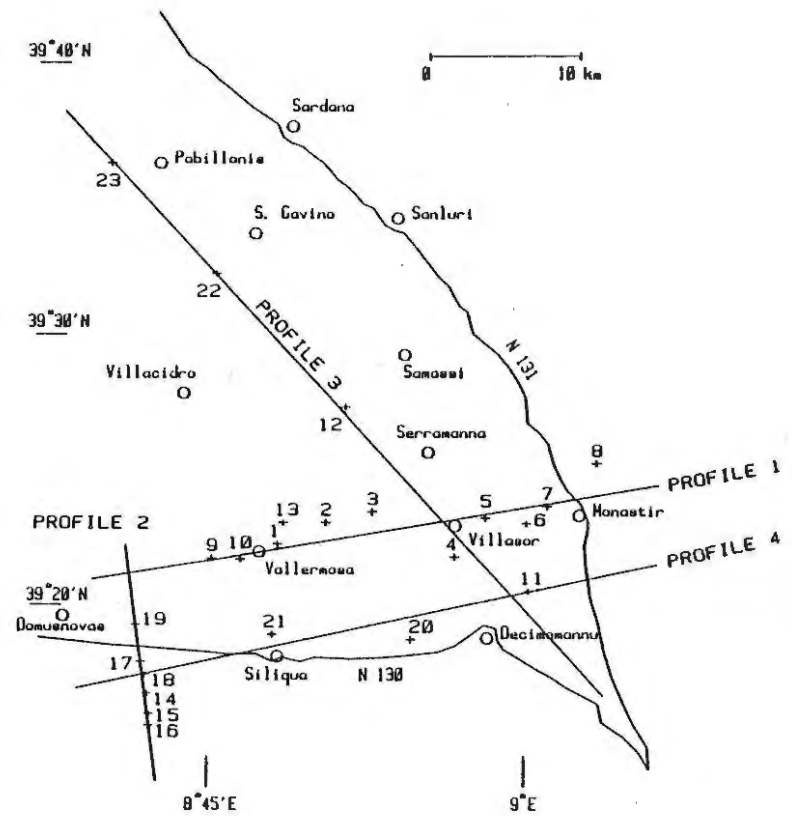 39°40'N
0 10 km
Sardana
Pabillonis
23
S. Gavino
Sanluri
22
39°30'N
PROFILE 3
N 131
Villacidro
Samassi
12
Serramanna
8
PROFILE 1
13 2 3 5 7
PROFILE 2
1 6 Monastir
9 10 Villasor
Vallermosa 4
PROFILE 4
39°20'N
11
19 21 20
Domusnovas
Decimomannu
17
18 Siliqua N 130
14
15
16
8°45'E 9°E